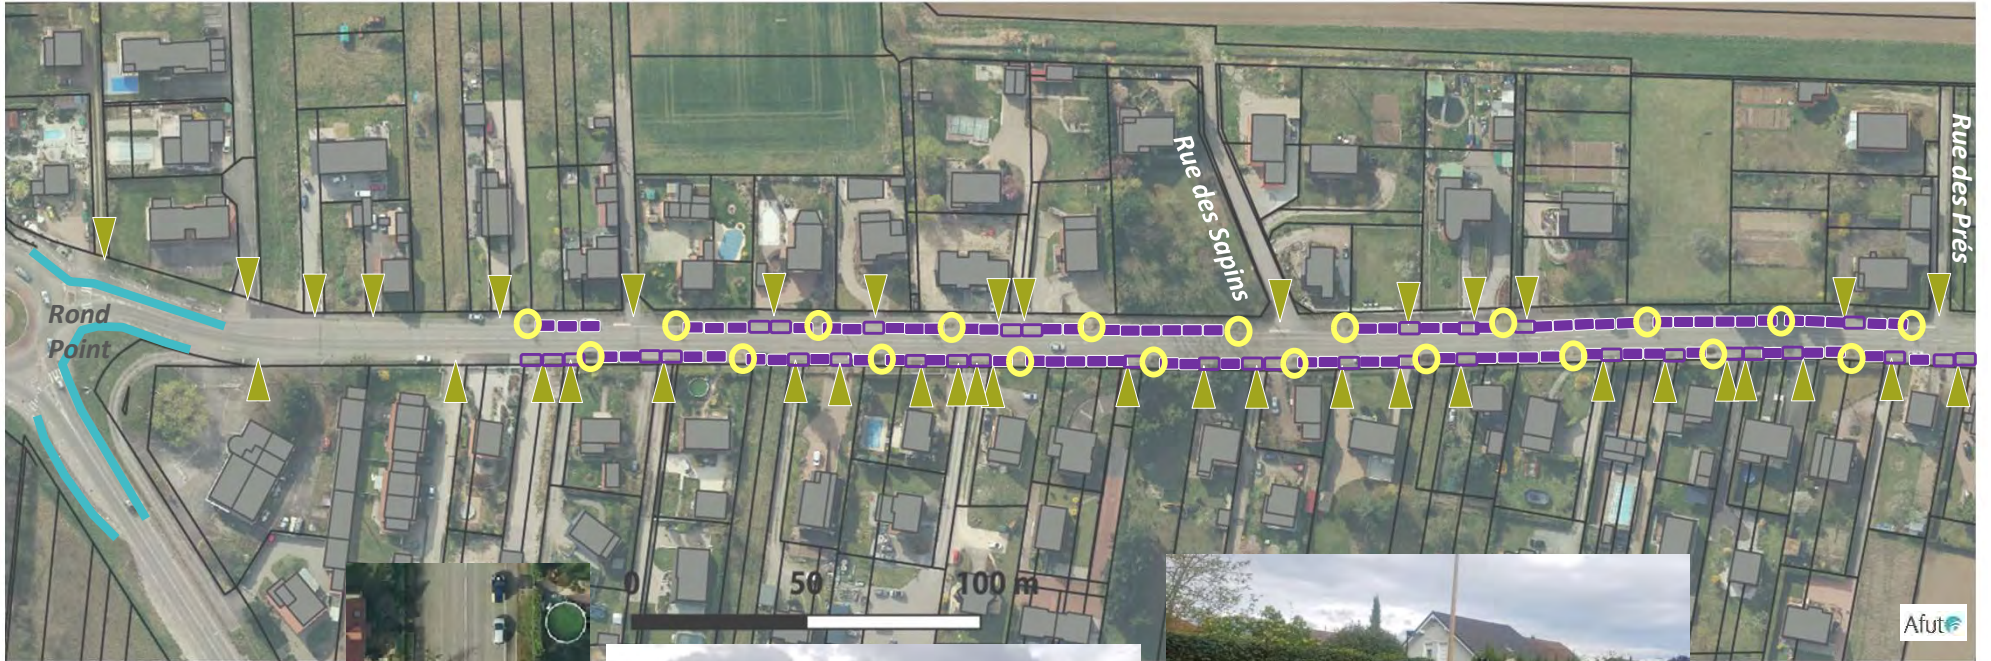 Rue des Sapins
Rue des Prés
Rond
Point
0 50 100 m
Afut